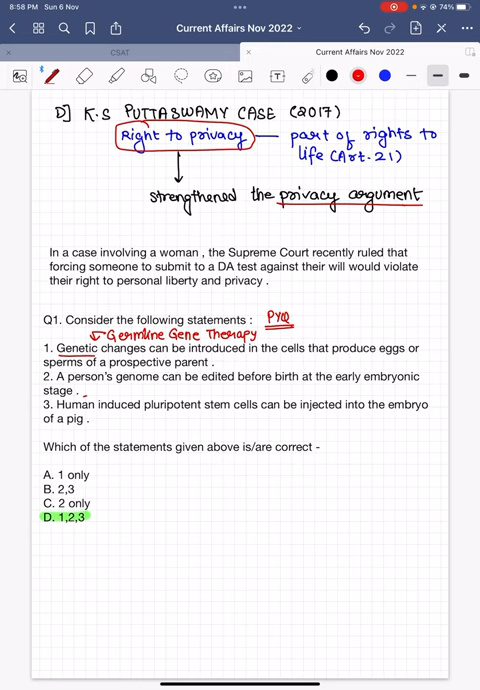 8:58 PM Sun 6 Nov
74%
Current Affairs Nov 2022
CSAT
Current Affairs Nov 2022
D] K.S PUTTASWAMY CASE (2017)
Right to privacy — part of rights to
life (Art. 21)
strengthened the privacy argument
In a case involving a woman , the Supreme Court recently ruled that
forcing someone to submit to a DA test against their will would violate
their right to personal liberty and privacy .
Q1. Consider the following statements : PYQ
Germline Gene Therapy
1. Genetic changes can be introduced in the cells that produce eggs or
sperms of a prospective parent .
2. A person's genome can be edited before birth at the early embryonic
stage .
3. Human induced pluripotent stem cells can be injected into the embryo
of a pig .
Which of the statements given above is/are correct -
A. 1 only
B. 2,3
C. 2 only
D. 1,2,3